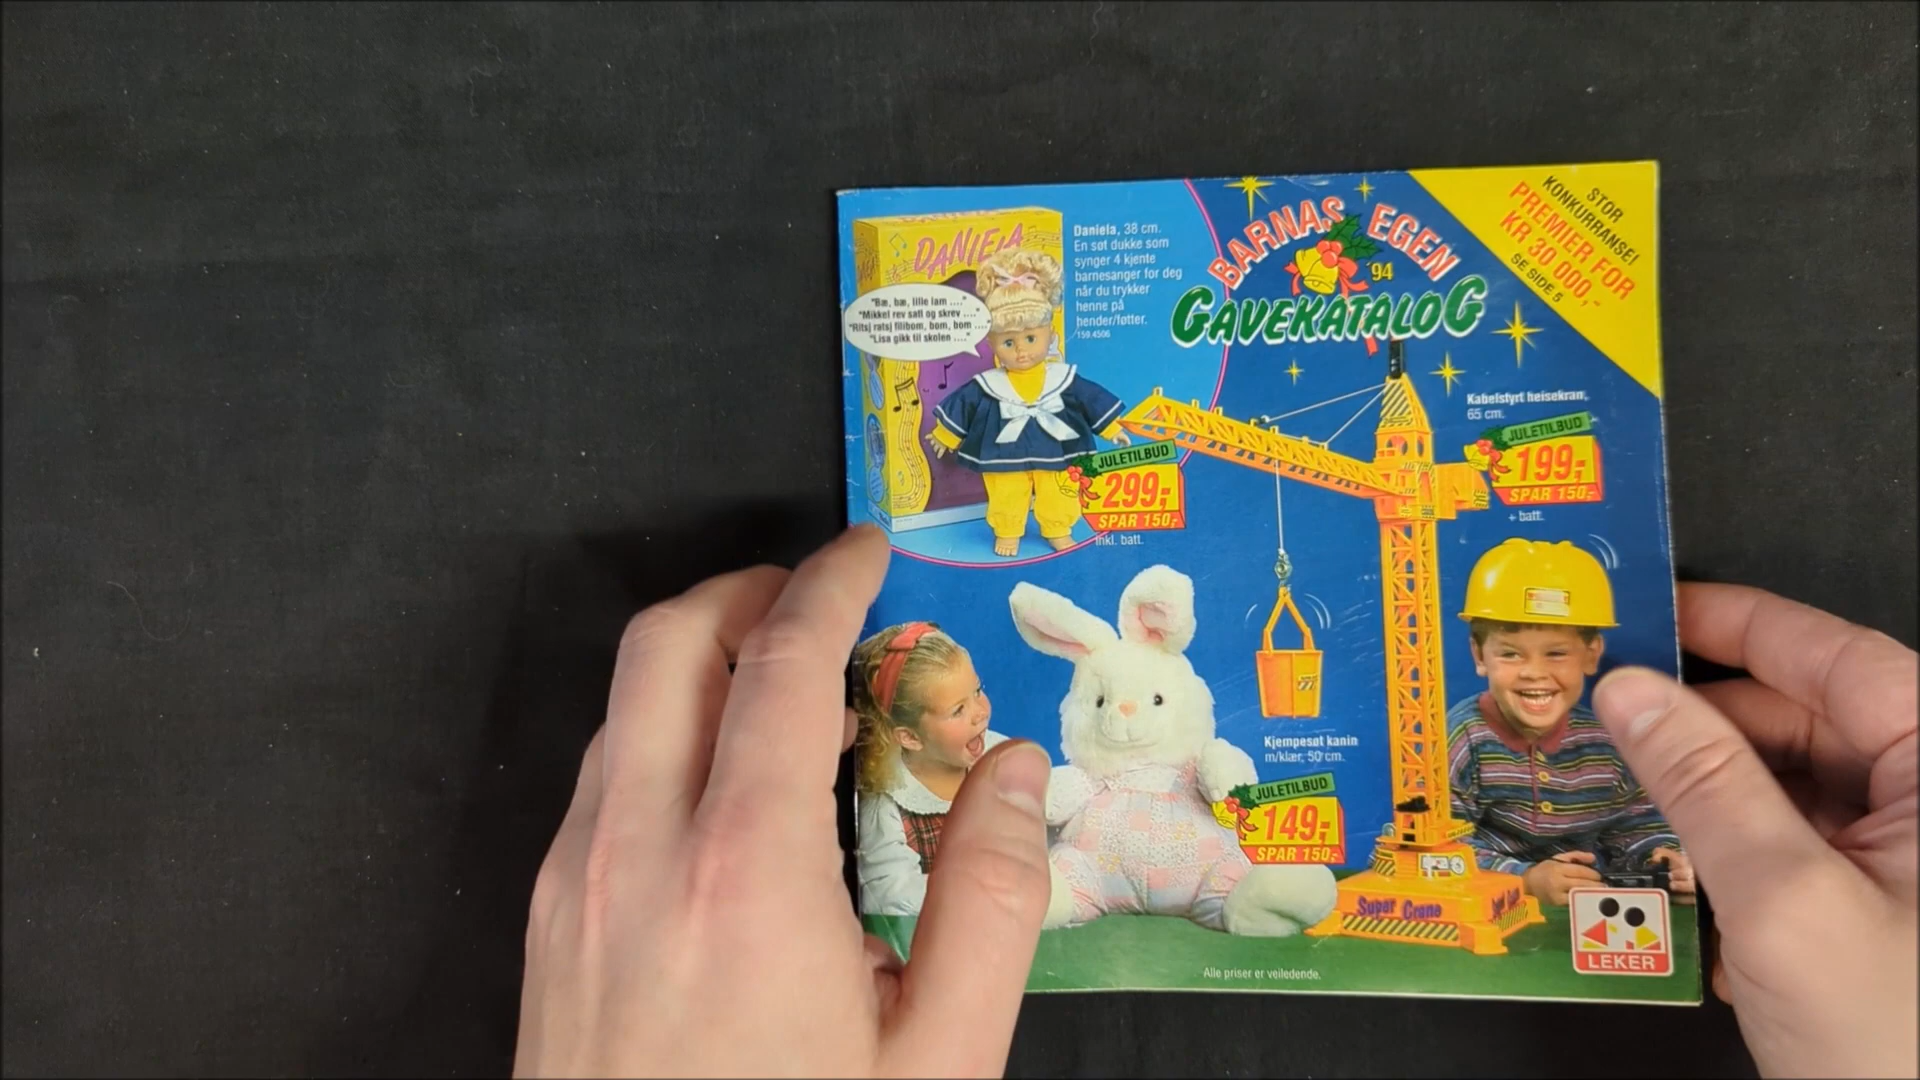 BARNAS EGEN
'94
GAVEKATALOG
STOR
KONKURRANSE!
PREMIER FOR
KR 30 000,-
SE SIDE 5
DANIELA
Daniela, 38 cm.
En søt dukke som
synger 4 kjente
barnesanger for deg
når du trykker
henne på
hender/føtter.
159.4506
"Bæ, bæ, lille lam ...."
"Mikkel rev satt og skrev ...."
"Ritsj ratsj filibom, bom, bom ...."
"Lisa gikk til skolen ...."
JULETILBUD
299,-
SPAR 150,-
Inkl. batt.
Kabelstyrt heisekran,
65 cm.
JULETILBUD
199,-
SPAR 150,-
+ batt.
Kjempesøt kanin
m/klær, 50 cm.
JULETILBUD
149,-
SPAR 150,-
Super Crane
LEKER
Alle priser er veiledende.